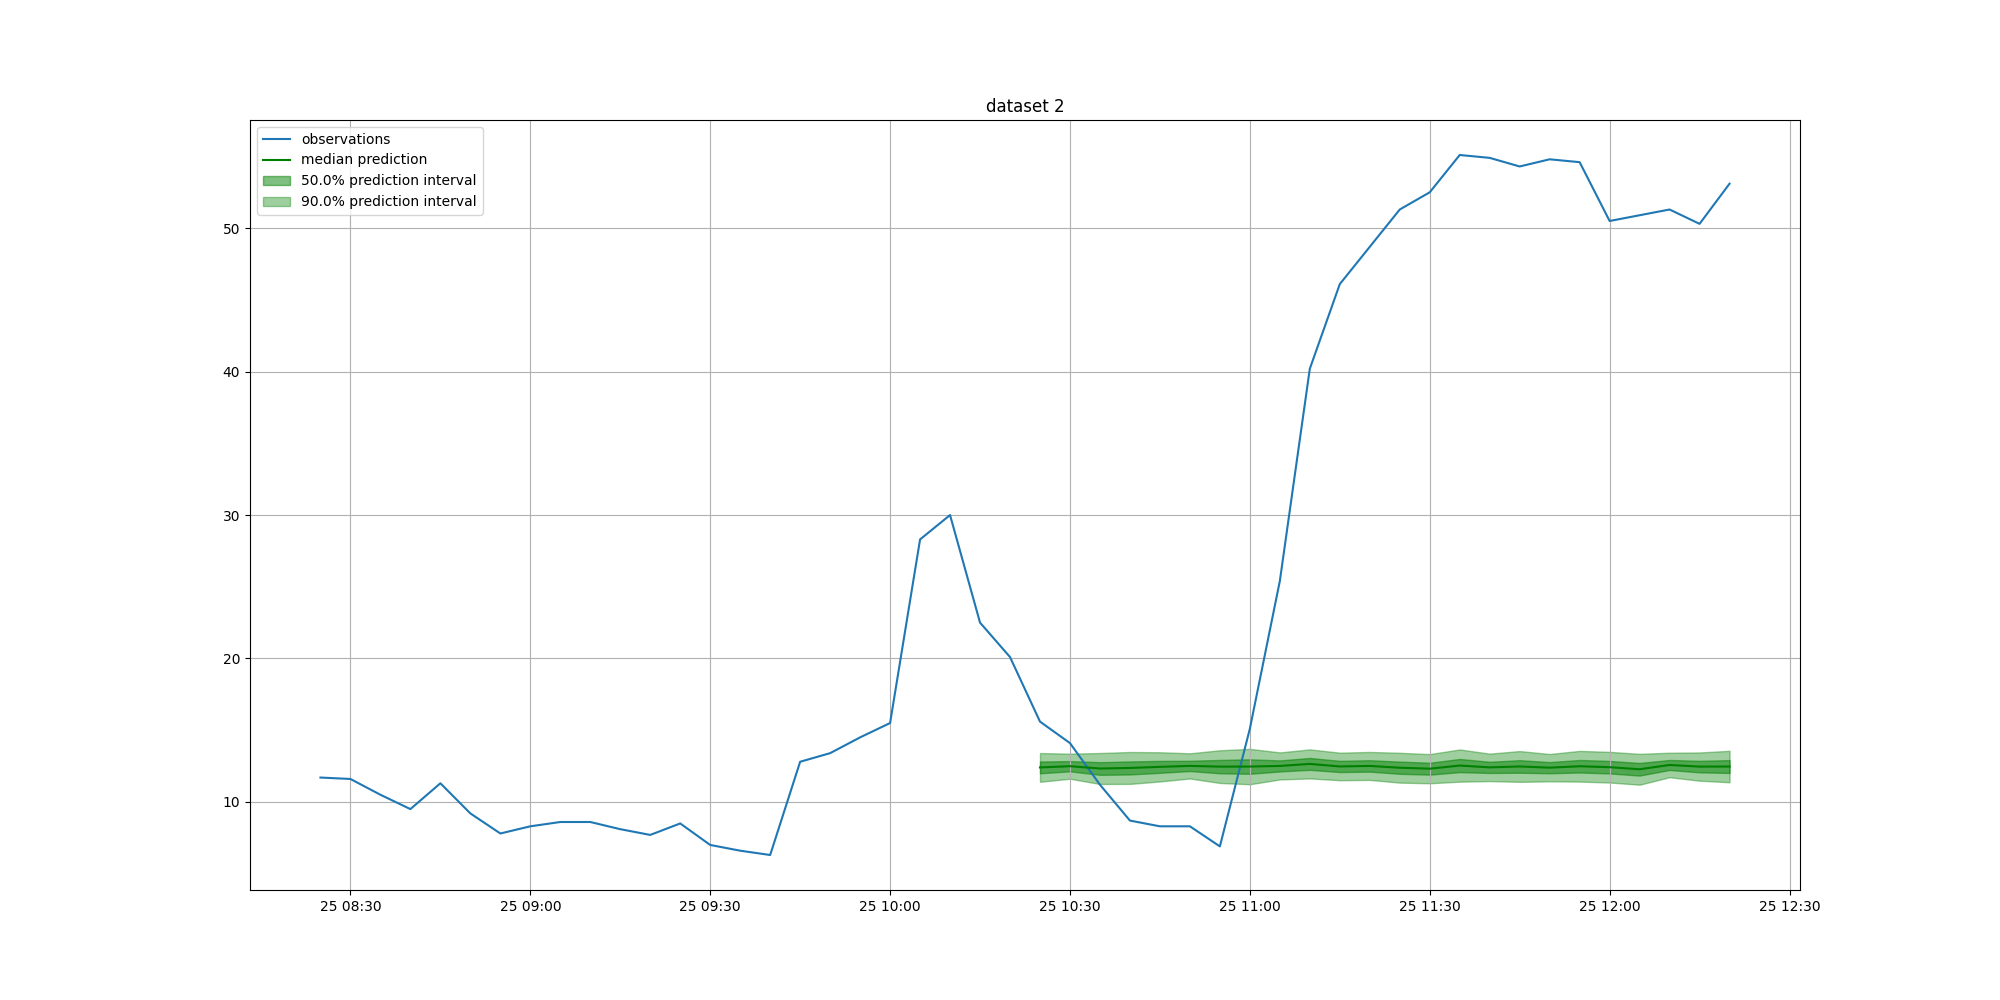 dataset 2
observations
median prediction
50.0% prediction interval
90.0% prediction interval
50
40
30
20
10
25 08:30
25 09:00
25 09:30
25 10:00
25 10:30
25 11:00
25 11:30
25 12:00
25 12:30